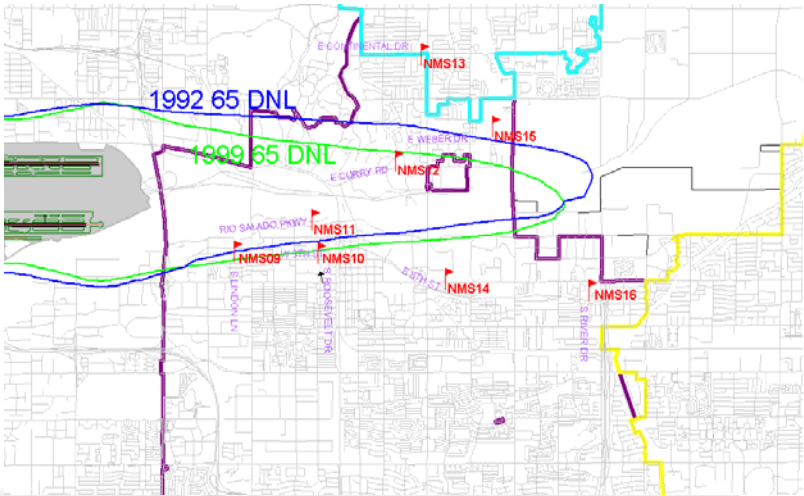 E CONTINENTAL DR
NMS13
1992 65 DNL
NMS15
E WEBER DR
1999 65 DNL
NMS12
E CURRY RD
NMS11
RIO SALADO PKWY
NMS09
NMS10
E 5TH ST
NMS14
NMS16
S ROOSEVELT DR
S RIVER DR